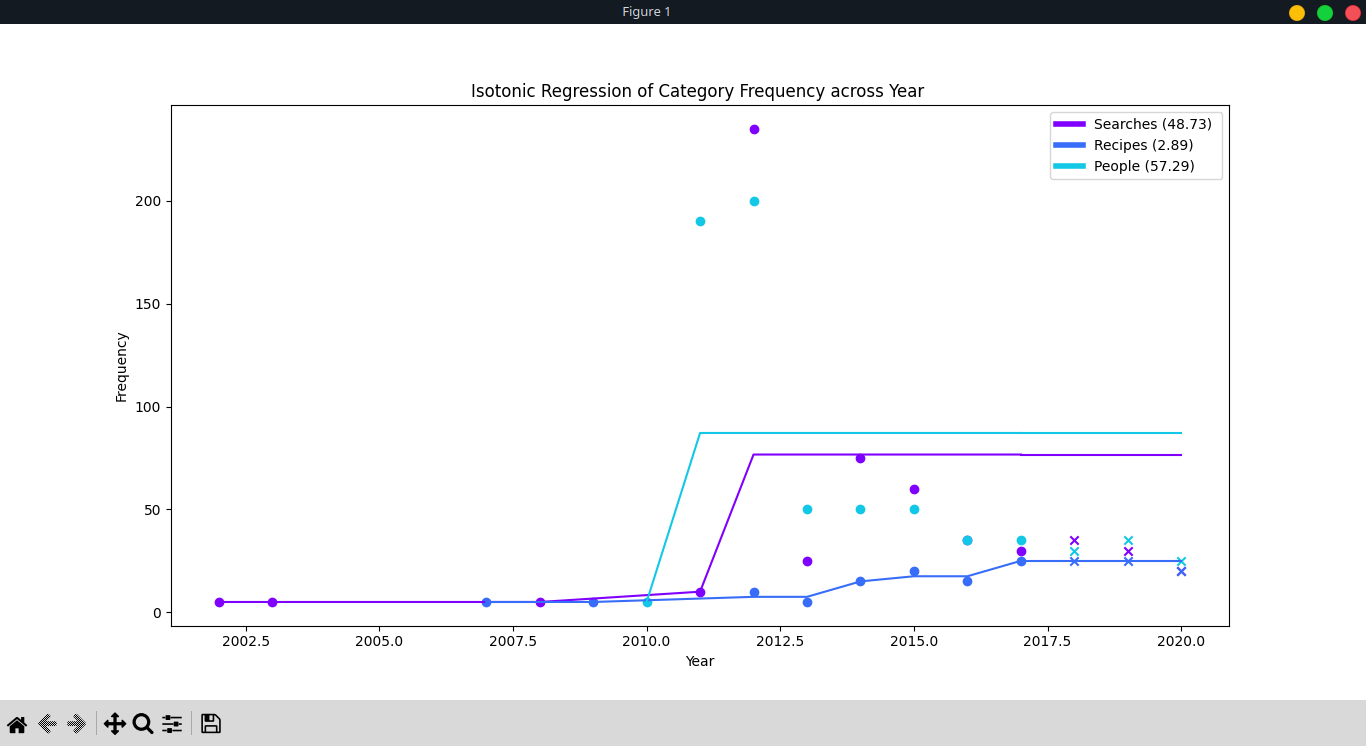 Figure 1
Isotonic Regression of Category Frequency across Year
Searches (48.73)
Recipes (2.89)
People (57.29)
200
150
100
50
0
Frequency
2002.5 2005.0 2007.5 2010.0 2012.5 2015.0 2017.5 2020.0
Year